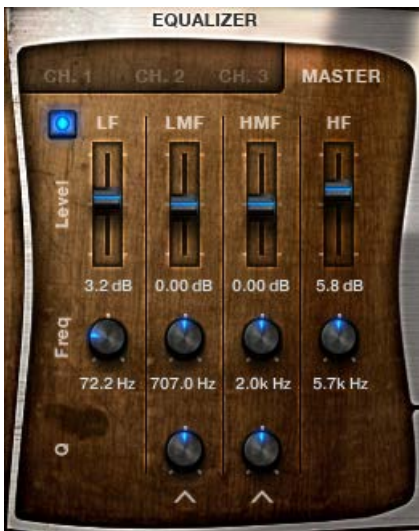 EQUALIZER
CH. 1 CH. 2 CH. 3 MASTER
LF LMF HMF HF
Level
3.2 dB 0.00 dB 0.00 dB 5.8 dB
Freq
72.2 Hz 707.0 Hz 2.0k Hz 5.7k Hz
Q